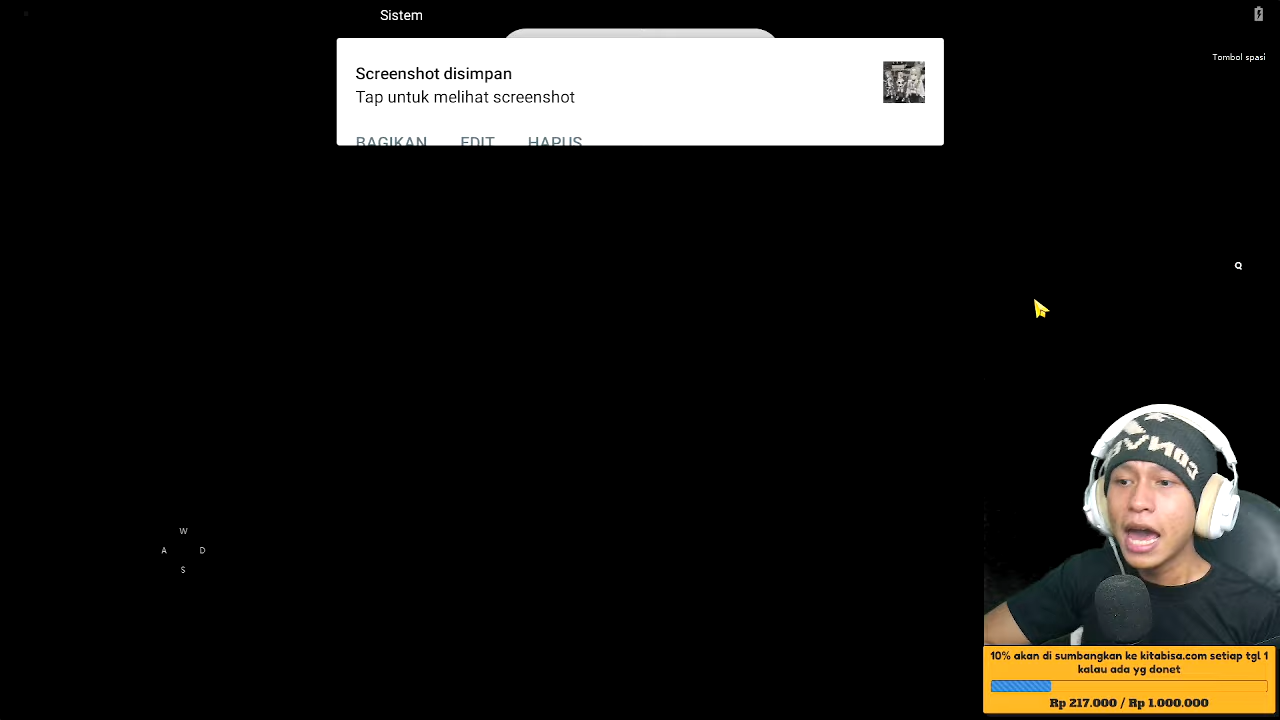 Sistem
Screenshot disimpan
Tap untuk melihat screenshot
BAGIKAN EDIT HAPUS
Tombol spasi
Q
W
A D
S
CONVE
10% akan di sumbangkan ke kitabisa.com setiap tgl 1
kalau ada yg donet
Rp 217.000 / Rp 1.000.000